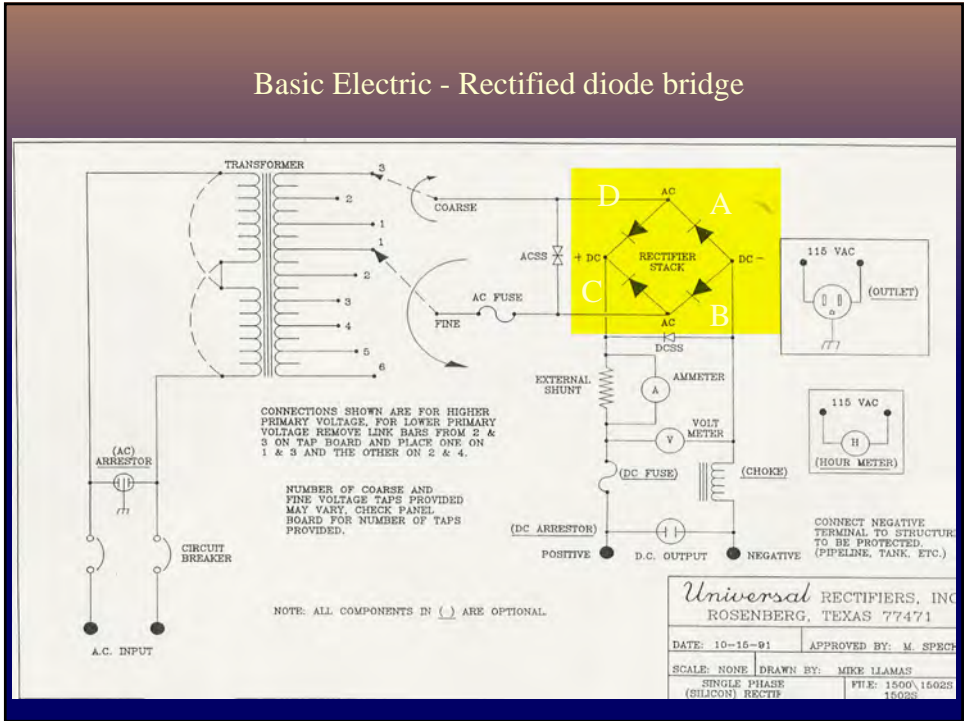 Basic Electric - Rectified diode bridge
TRANSFORMER
3
2
1
1
2
3
4
5
6
COARSE
FINE
AC FUSE
ACSS
D
AC
A
+ DC
RECTIFIER
STACK
DC -
C
B
AC
DCSS
115 VAC
(OUTLET)
G
EXTERNAL
SHUNT
A
AMMETER
VOLT
METER
V
(DC FUSE)
(CHOKE)
115 VAC
H
(HOUR METER)
CONNECTIONS SHOWN ARE FOR HIGHER
PRIMARY VOLTAGE, FOR LOWER PRIMARY
VOLTAGE REMOVE LINK BARS FROM 2 &
3 ON TAP BOARD AND PLACE ONE ON
1 & 3 AND THE OTHER ON 2 & 4.
NUMBER OF COARSE AND
FINE VOLTAGE TAPS PROVIDED
MAY VARY, CHECK PANEL
BOARD FOR NUMBER OF TAPS
PROVIDED.
(AC)
ARRESTOR
CIRCUIT
BREAKER
A.C. INPUT
(DC ARRESTOR)
POSITIVE
D.C. OUTPUT
NEGATIVE
CONNECT NEGATIVE
TERMINAL TO STRUCTUR
TO BE PROTECTED.
(PIPELINE, TANK, ETC.)
NOTE: ALL COMPONENTS IN ( ) ARE OPTIONAL.
Universal RECTIFIERS, INC
ROSENBERG, TEXAS 77471
DATE: 10-15-91 APPROVED BY: M. SPECH
SCALE: NONE DRAWN BY: MIKE LLAMAS
SINGLE PHASE
(SILICON) RECTIF
FILE: 1500\1502S
1502S